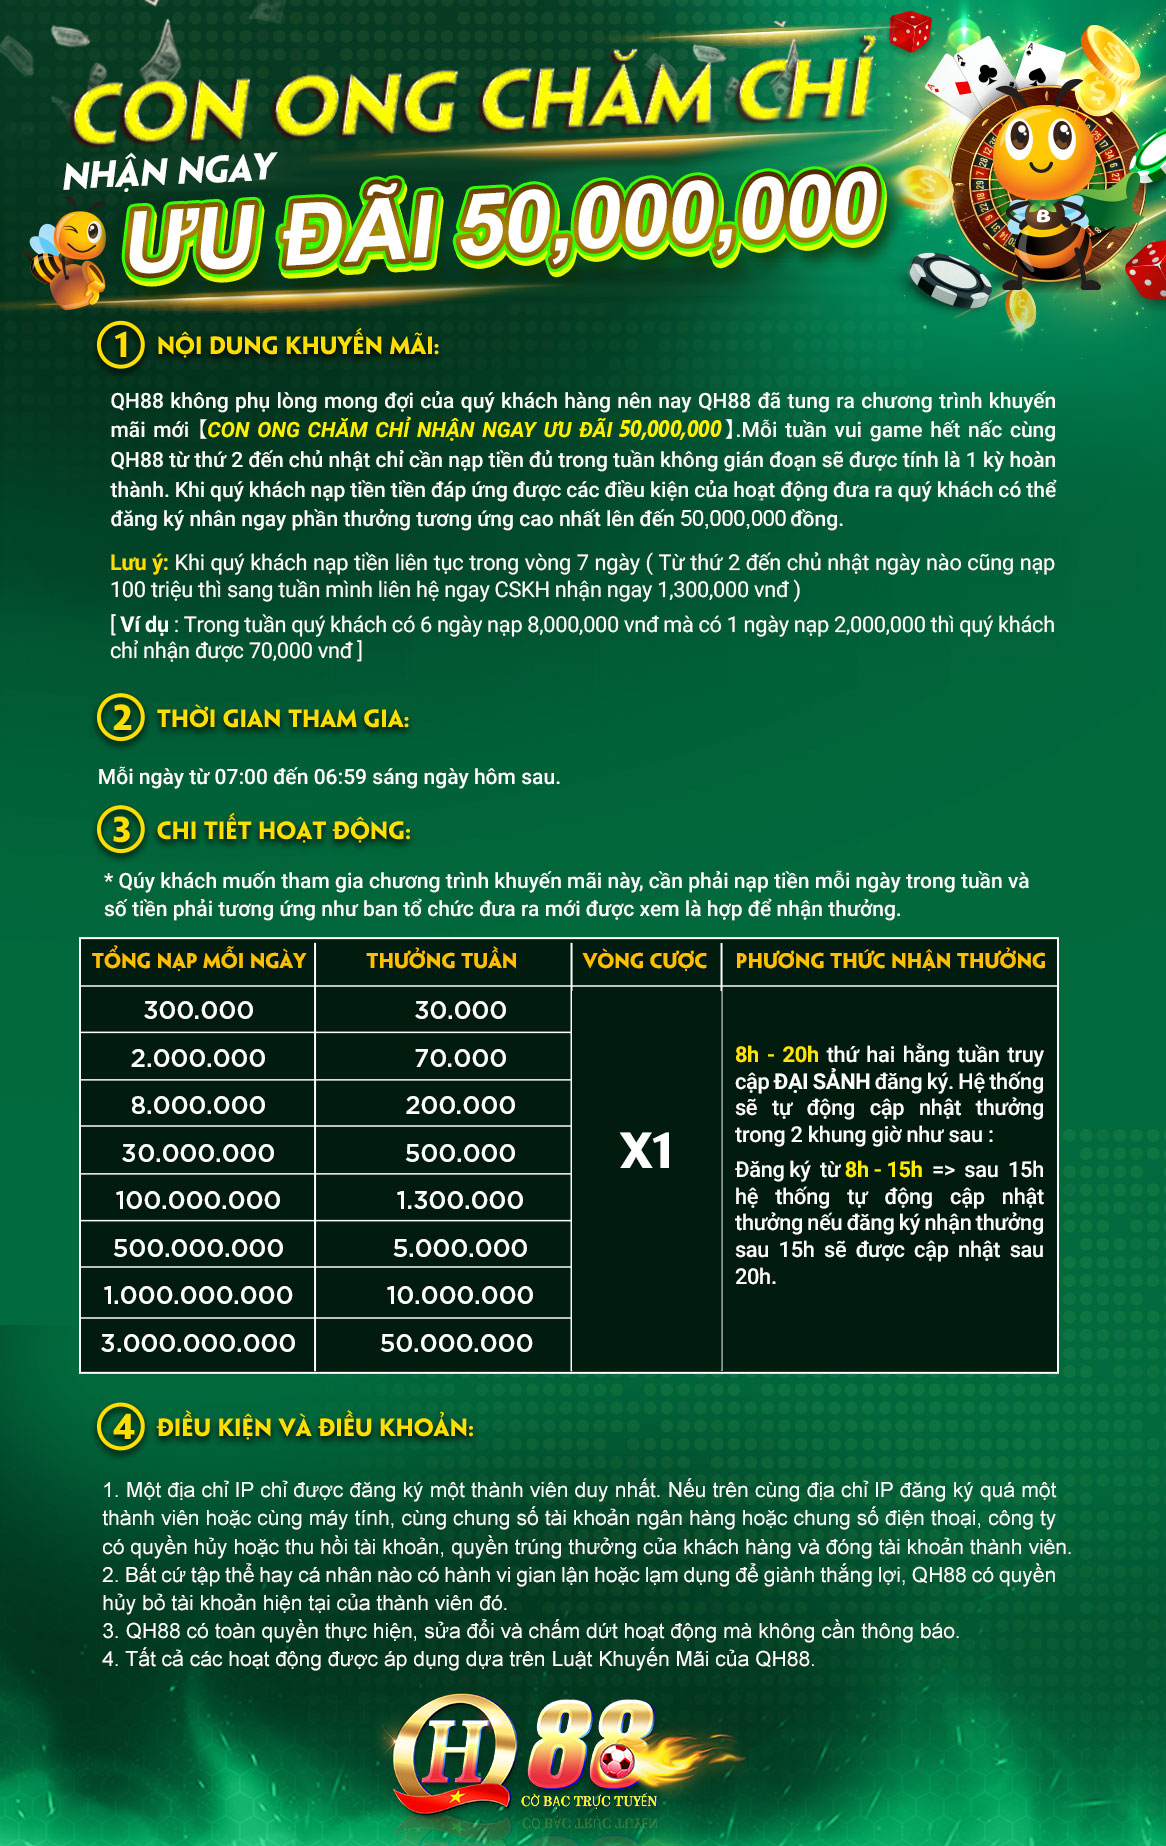 CON ONG CHĂM CHỈ
NHẬN NGAY
ƯU ĐÃI 50,000,000
B
1 NỘI DUNG KHUYẾN MÃI:
QH88 không phụ lòng mong đợi của quý khách hàng nên nay QH88 đã tung ra chương trình khuyến
mãi mới【CON ONG CHĂM CHỈ NHẬN NGAY ƯU ĐÃI 50,000,000】.Mỗi tuần vui game hết nấc cùng
QH88 từ thứ 2 đến chủ nhật chỉ cần nạp tiền đủ trong tuần không gián đoạn sẽ được tính là 1 kỳ hoàn
thành. Khi quý khách nạp tiền tiền đáp ứng được các điều kiện của hoạt động đưa ra quý khách có thể
đăng ký nhân ngay phần thưởng tương ứng cao nhất lên đến 50,000,000 đồng.
Lưu ý: Khi quý khách nạp tiền liên tục trong vòng 7 ngày ( Từ thứ 2 đến chủ nhật ngày nào cũng nạp
100 triệu thì sang tuần mình liên hệ ngay CSKH nhận ngay 1,300,000 vnđ )
[ Ví dụ : Trong tuần quý khách có 6 ngày nạp 8,000,000 vnđ mà có 1 ngày nạp 2,000,000 thì quý khách
chỉ nhận được 70,000 vnđ ]
2 THỜI GIAN THAM GIA:
Mỗi ngày từ 07:00 đến 06:59 sáng ngày hôm sau.
3 CHI TIẾT HOẠT ĐỘNG:
* Qúy khách muốn tham gia chương trình khuyến mãi này, cần phải nạp tiền mỗi ngày trong tuần và
số tiền phải tương ứng như ban tổ chức đưa ra mới được xem là hợp để nhận thưởng.
TỔNG NẠP MỖI NGÀY THƯỞNG TUẦN VÒNG CƯỢC PHƯƠNG THỨC NHẬN THƯỞNG
300.000 30.000
2.000.000 70.000
8.000.000 200.000
30.000.000 500.000
100.000.000 1.300.000
500.000.000 5.000.000
1.000.000.000 10.000.000
3.000.000.000 50.000.000
X1
8h - 20h thứ hai hằng tuần truy
cập ĐẠI SẢNH đăng ký. Hệ thống
sẽ tự động cập nhật thưởng
trong 2 khung giờ như sau :
Đăng ký từ 8h - 15h => sau 15h
hệ thống tự động cập nhật
thưởng nếu đăng ký nhận thưởng
sau 15h sẽ được cập nhật sau
20h.
4 ĐIỀU KIỆN VÀ ĐIỀU KHOẢN:
1. Một địa chỉ IP chỉ được đăng ký một thành viên duy nhất. Nếu trên cùng địa chỉ IP đăng ký quá một
thành viên hoặc cùng máy tính, cùng chung số tài khoản ngân hàng hoặc chung số điện thoại, công ty
có quyền hủy hoặc thu hồi tài khoản, quyền trúng thưởng của khách hàng và đóng tài khoản thành viên.
2. Bất cứ tập thể hay cá nhân nào có hành vi gian lận hoặc lạm dụng để giành thắng lợi, QH88 có quyền
hủy bỏ tài khoản hiện tại của thành viên đó.
3. QH88 có toàn quyền thực hiện, sửa đổi và chấm dứt hoạt động mà không cần thông báo.
4. Tất cả các hoạt động được áp dụng dựa trên Luật Khuyến Mãi của QH88.
QH 88
CỜ BẠC TRỰC TUYẾN